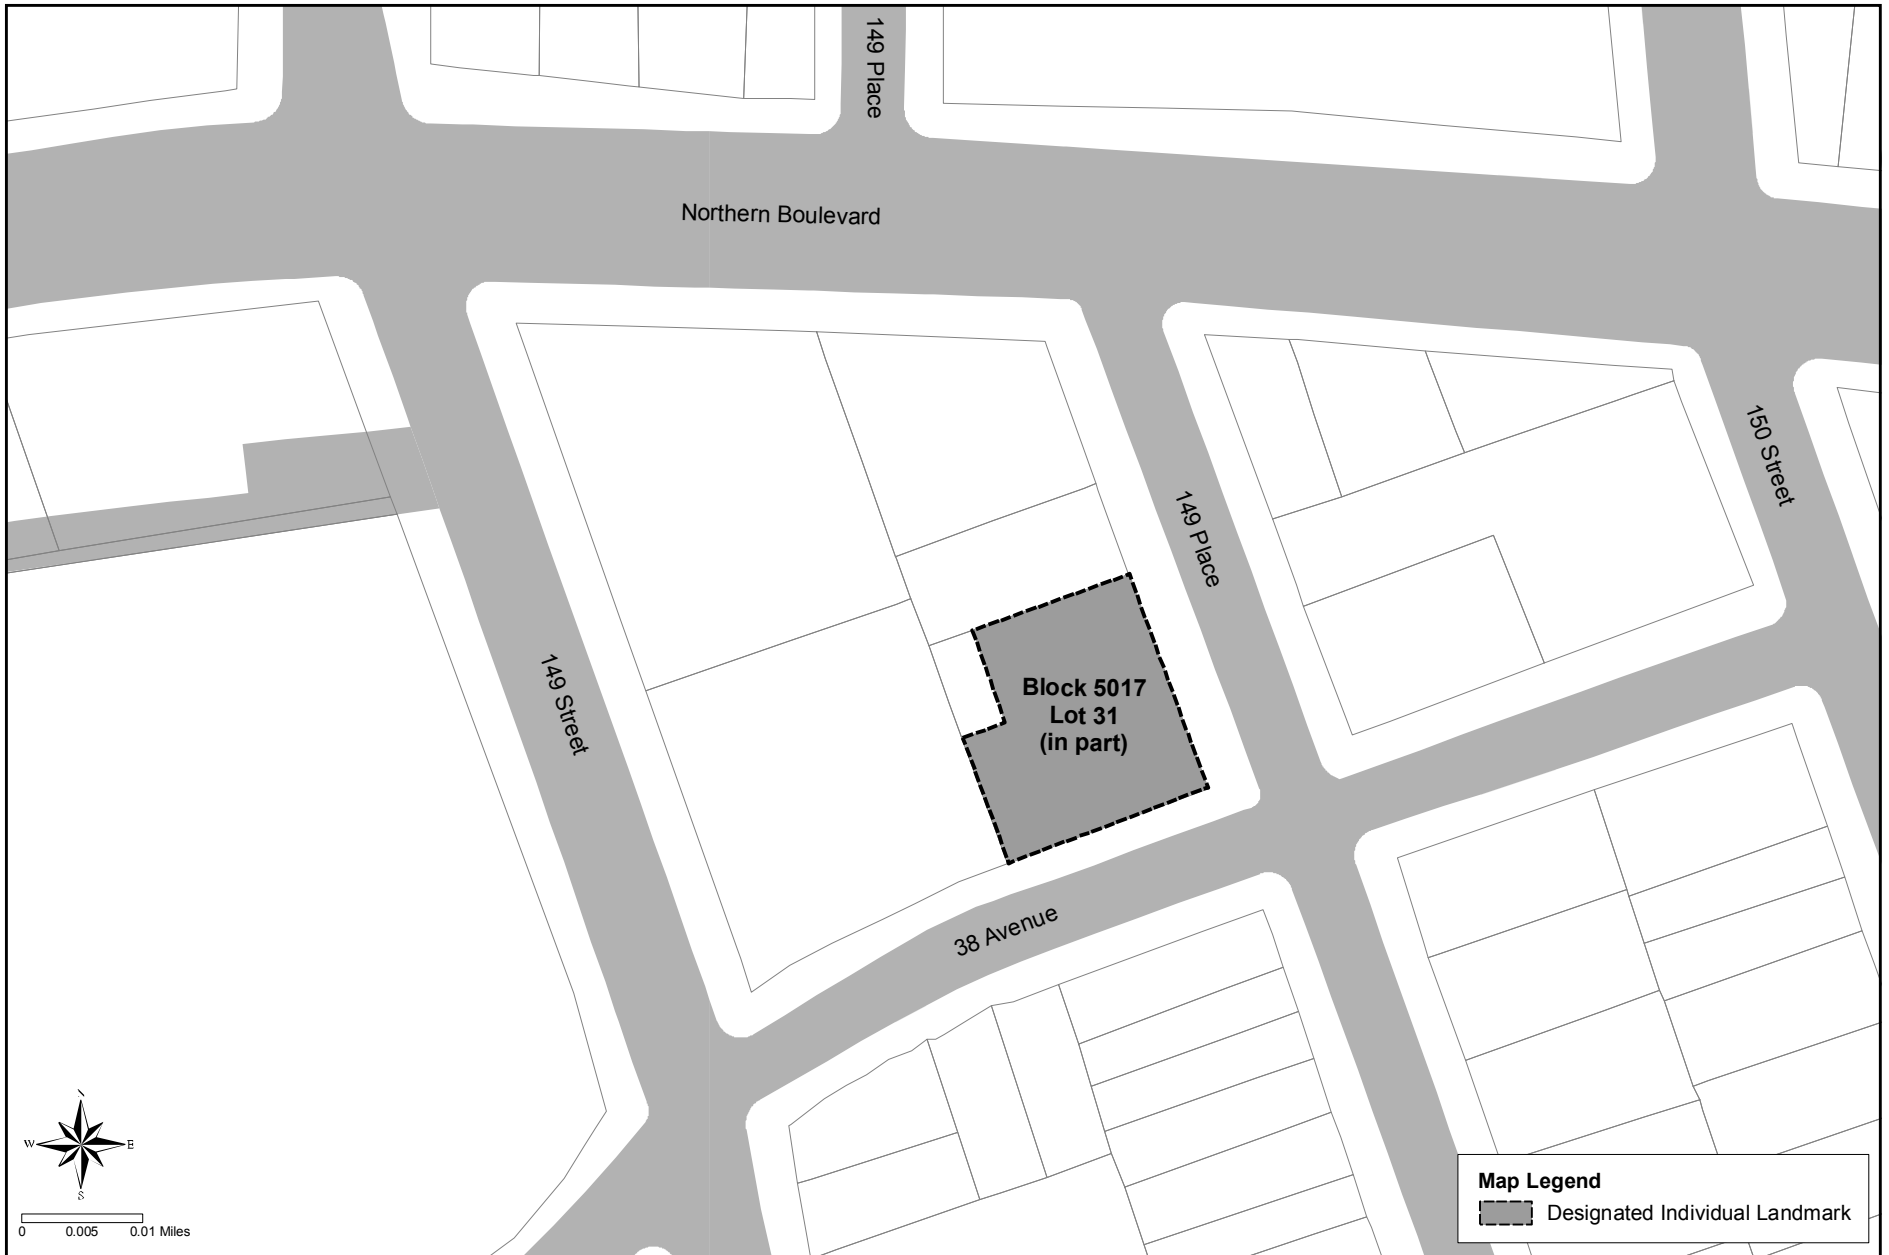 149 Place
Northern Boulevard
150 Street
149 Place
149 Street
Block 5017
Lot 31
(in part)
38 Avenue
N
W E
S
0 0.005 0.01 Miles
Map Legend
Designated Individual Landmark